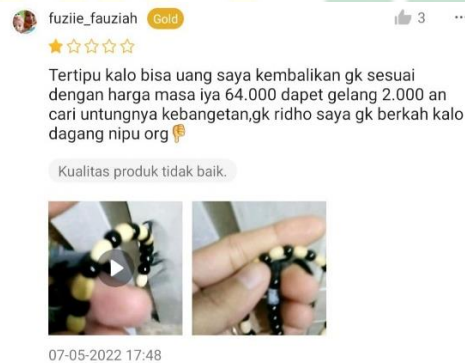 fuziie_fauziah Gold 3
Tertipu kalo bisa uang saya kembalikan gk sesuai
dengan harga masa iya 64.000 dapet gelang 2.000 an
cari untungnya kebangetan,gk ridho saya gk berkah kalo
dagang nipu org👎
Kualitas produk tidak baik.
07-05-2022 17:48